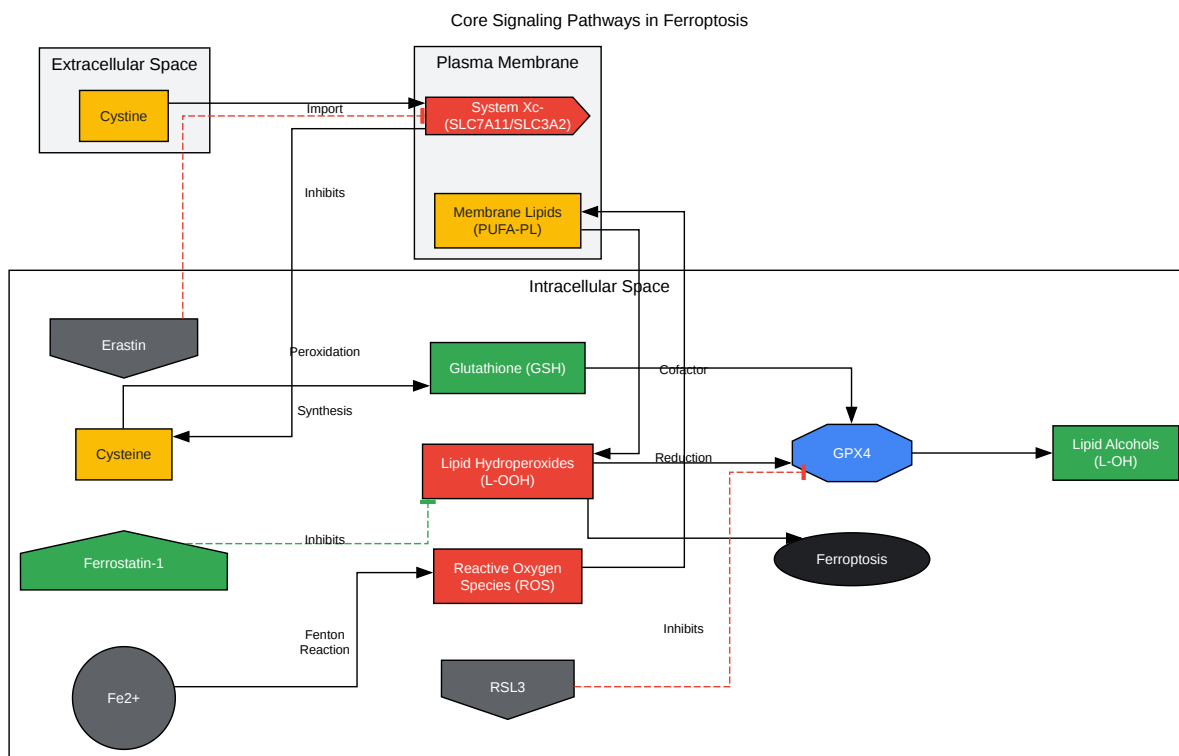 Core Signaling Pathways in Ferroptosis
Extracellular Space
Plasma Membrane
Cystine
Import
System Xc-
(SLC7A11/SLC3A2)
Inhibits
Membrane Lipids
(PUFA-PL)
Intracellular Space
Erastin
Peroxidation
Glutathione (GSH)
Cofactor
Synthesis
Cysteine
Lipid Hydroperoxides
(L-OOH)
Reduction
GPX4
Lipid Alcohols
(L-OH)
Ferrostatin-1
Inhibits
Reactive Oxygen
Species (ROS)
Ferroptosis
Fenton
Reaction
Inhibits
Fe2+
RSL3